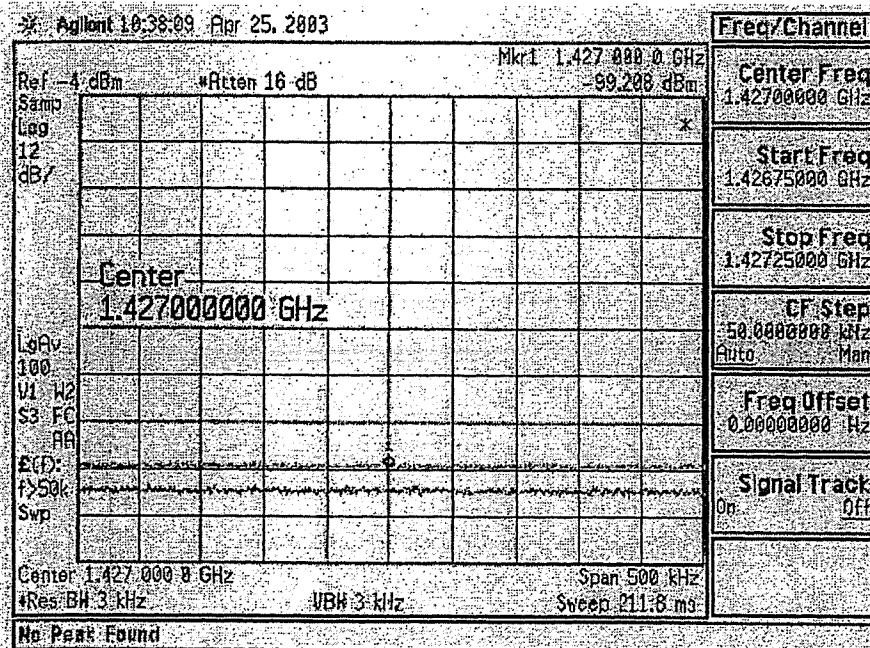 Agilent 10:38:09 Apr 25, 2003
Freq/Channel
Mkr1 1.427 000 0 GHz
Ref -4 dBm *Atten 16 dB -99.208 dBm
Samp
Log
12
dB/
Center
1.427000000 GHz
LgAv
100
V1 W2
S3 FC
AA
£(f):
f>50k
Swp
Center 1.427 000 0 GHz Span 500 kHz
*Res BW 3 kHz VBW 3 kHz Sweep 211.8 ms
No Peak Found
Center Freq
1.42700000 GHz
Start Freq
1.42675000 GHz
Stop Freq
1.42725000 GHz
CF Step
50.0000000 kHz
Auto Man
Freq Offset
0.00000000 Hz
Signal Track
On Off